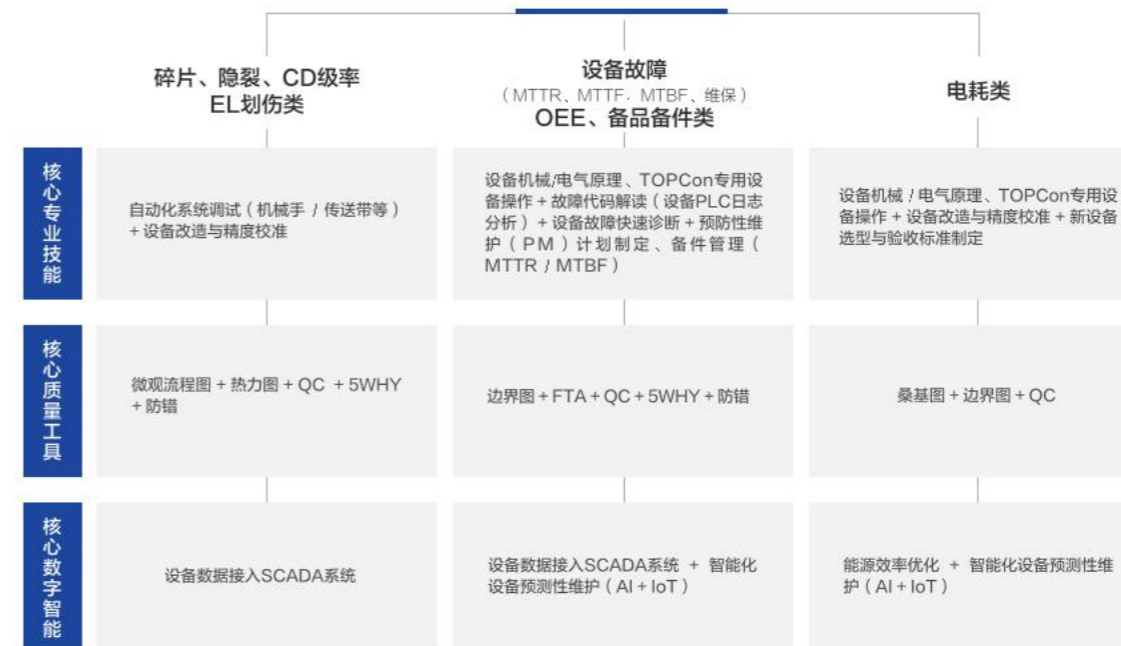 碎片、隐裂、CD级率
EL划伤类
设备故障
（MTTR、MTTF．MTBF、维保）
OEE、备品备件类
电耗类
核心专业技能
自动化系统调试（机械手 / 传送带等）
+ 设备改造与精度校准
设备机械/电气原理、TOPCon专用设
备操作 + 故障代码解读（设备PLC日志
分析）+ 设备故障快速诊断 + 预防性维
护（PM）计划制定、备件管理（
MTTR / MTBF）
设备机械 / 电气原理、TOPCon专用设
备操作 + 设备改造与精度校准 + 新设备
选型与验收标准制定
核心质量工具
微观流程图 + 热力图 + QC + 5WHY
+ 防错
边界图 + FTA + QC + 5WHY + 防错
桑基图 + 边界图 + QC
核心数字智能
设备数据接入SCADA系统
设备数据接入SCADA系统 + 智能化
设备预测性维护（AI + IoT）
能源效率优化 + 智能化设备预测性维
护（AI + IoT）